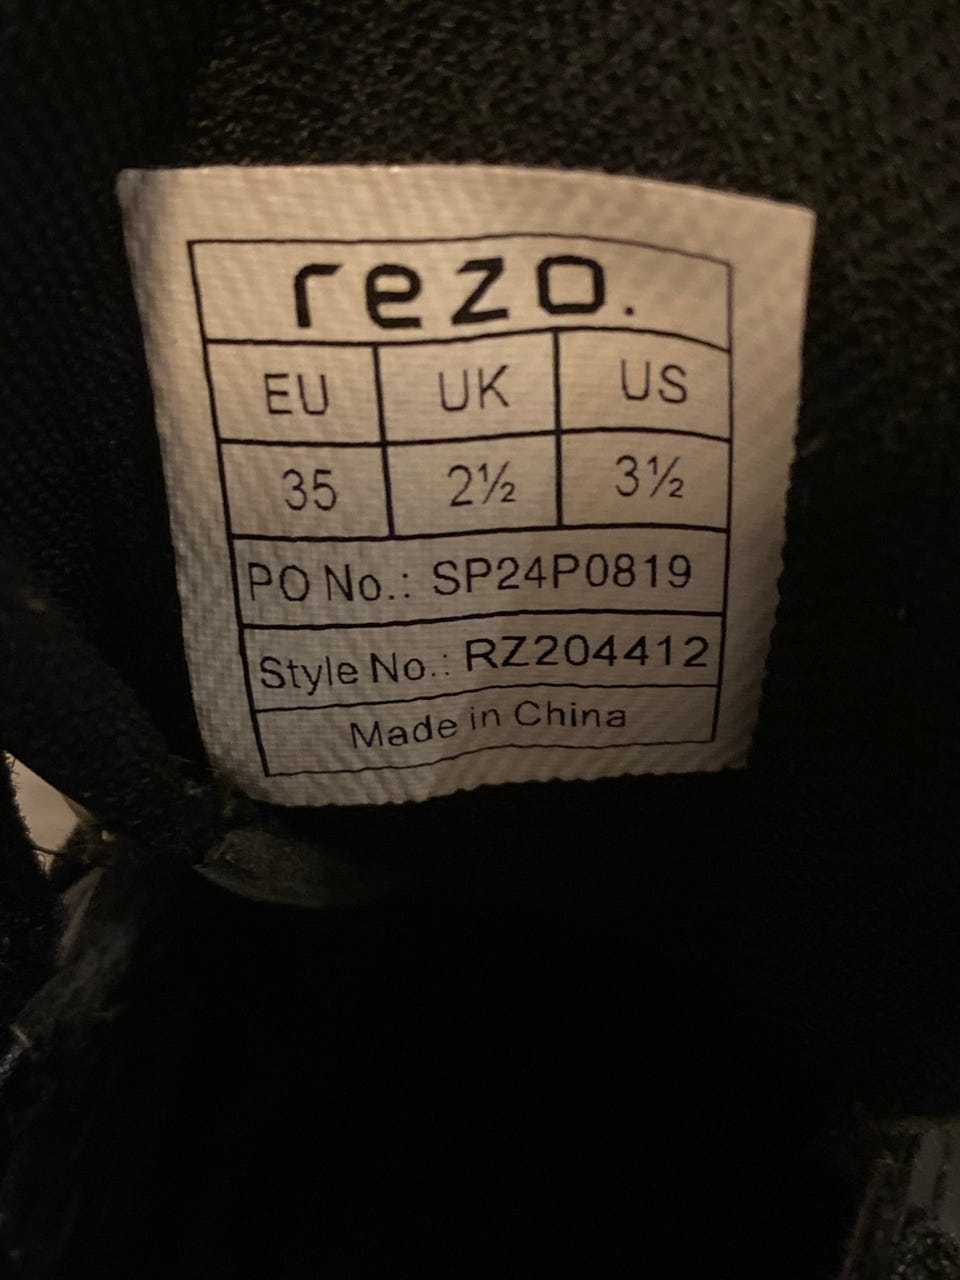 rezo.
EU UK US
35 2½ 3½
PO No.: SP24P0819
Style No.: RZ204412
Made in China